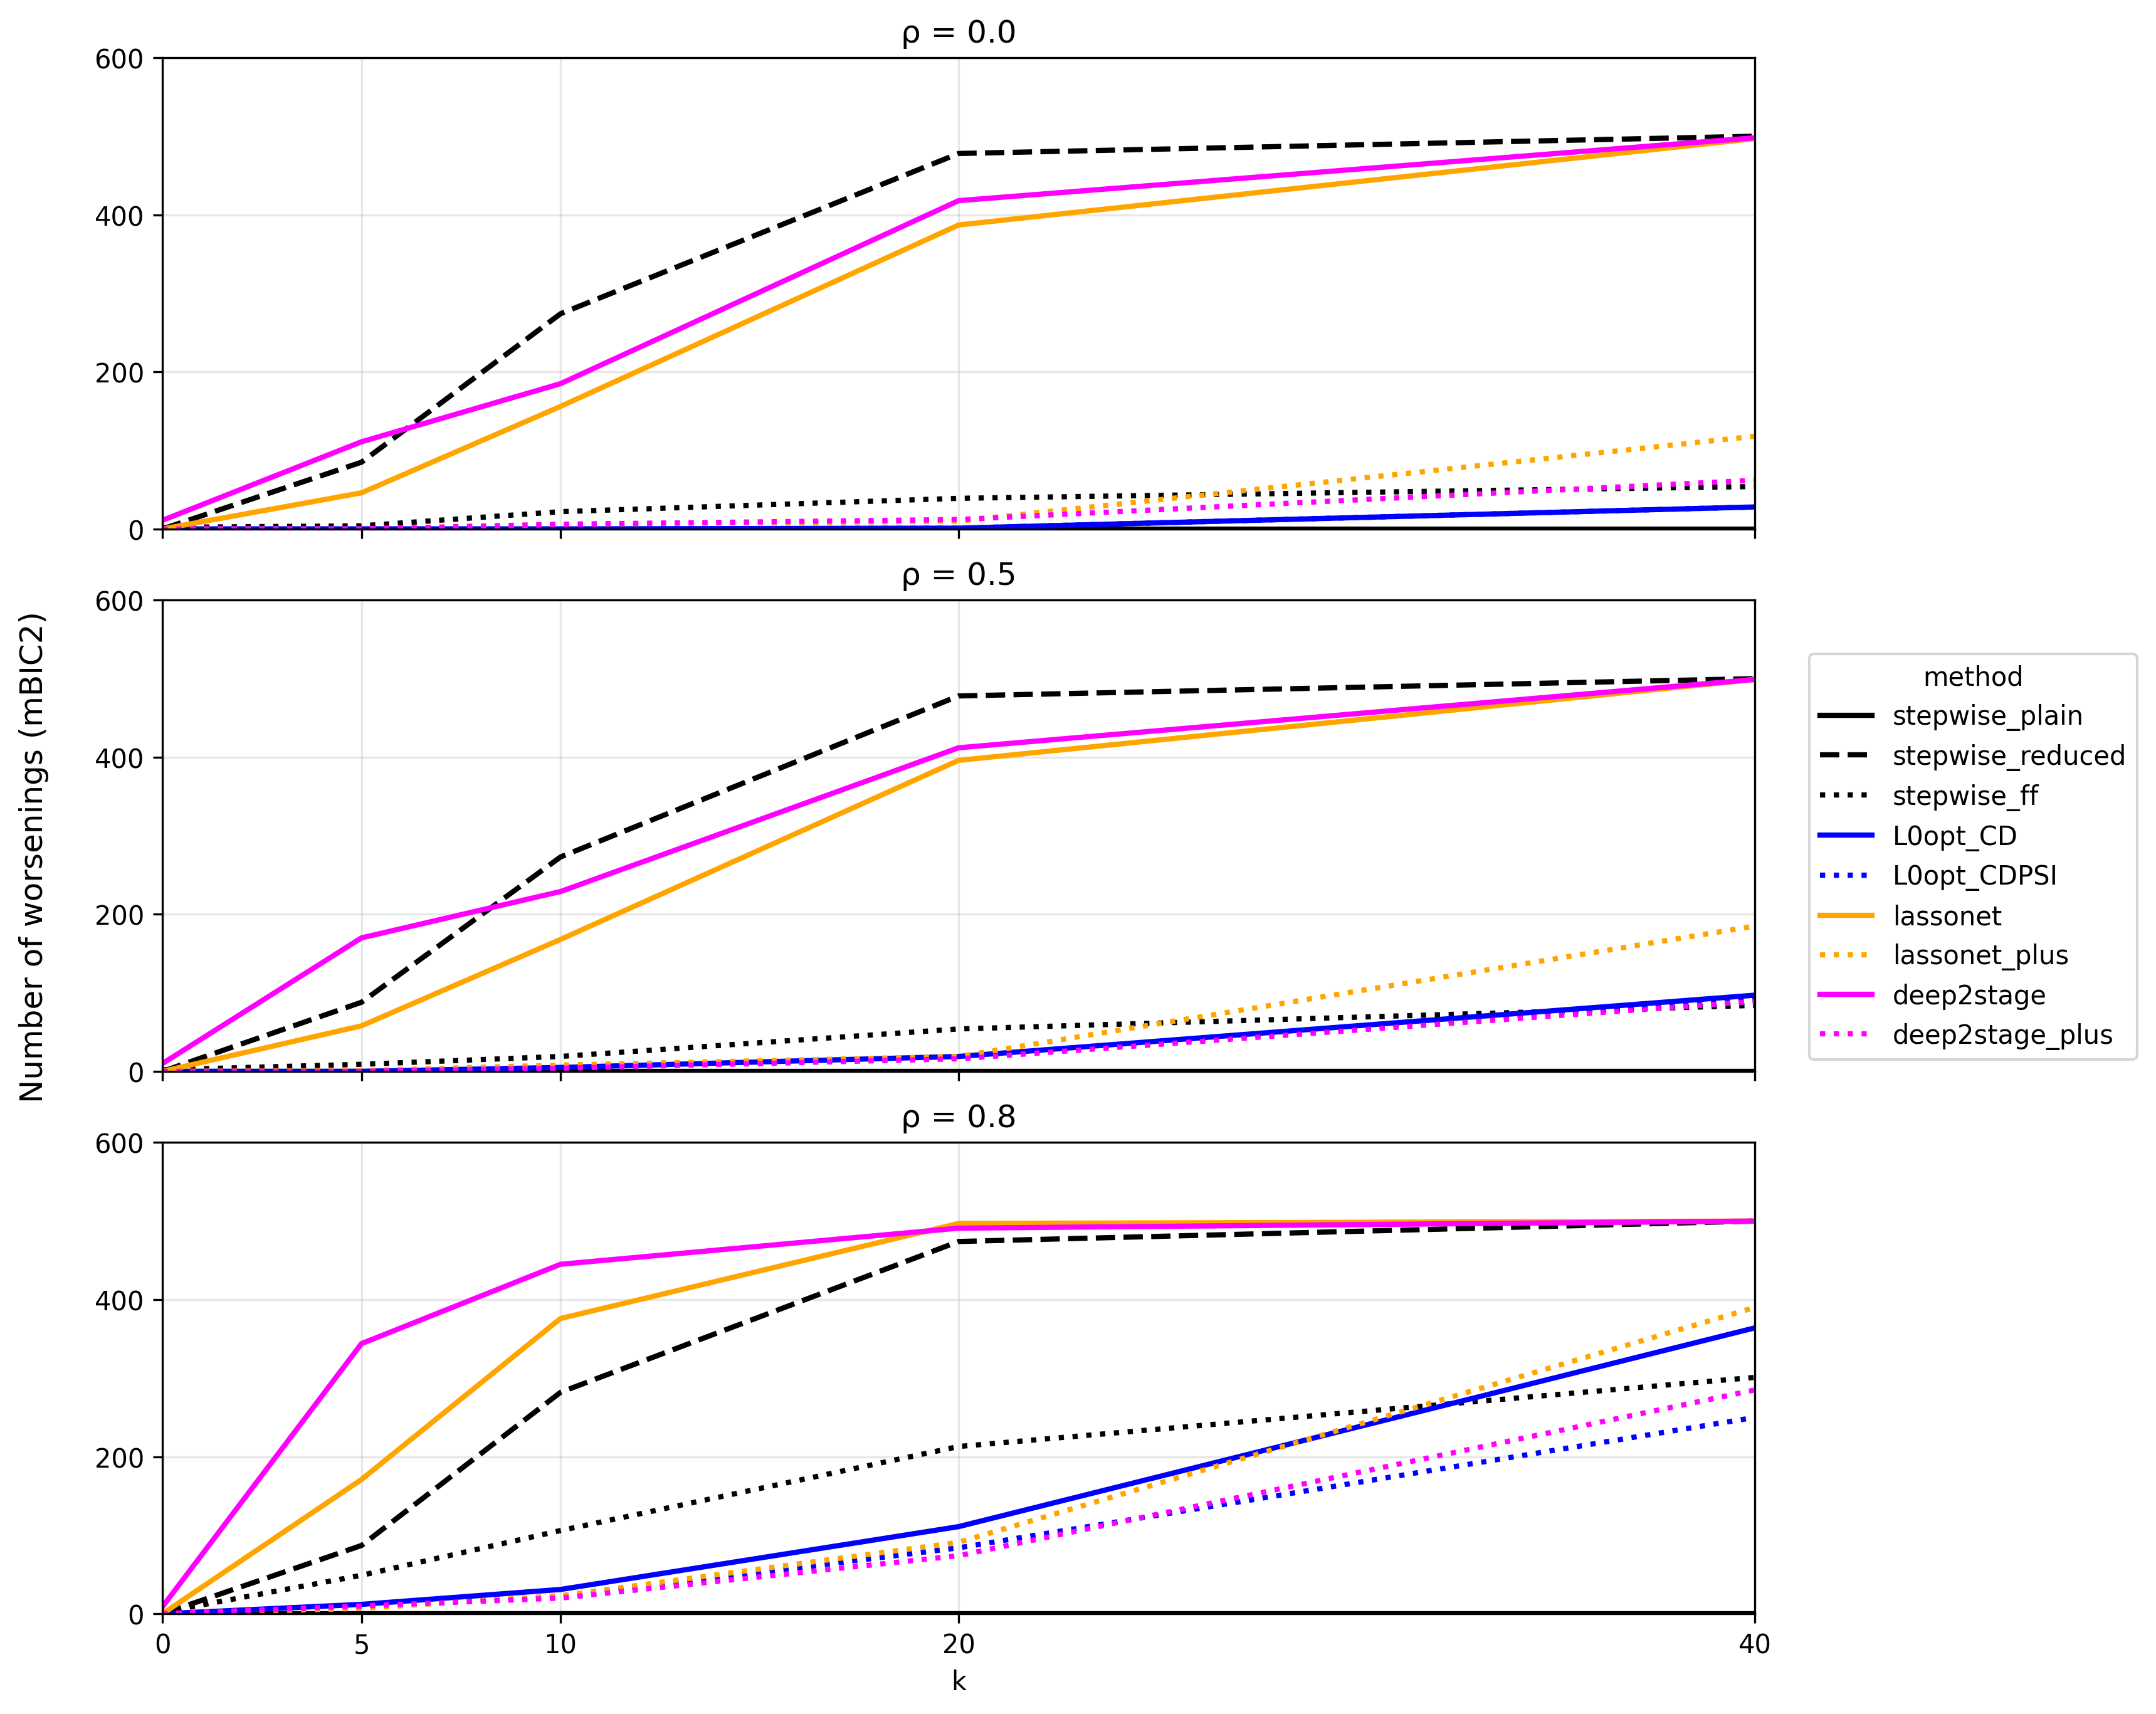 ρ = 0.0
600
400
200
0
ρ = 0.5
600
400
200
0
ρ = 0.8
600
400
200
0
0 5 10 20 40
k
Number of worsenings (mBIC2)
method
stepwise_plain
stepwise_reduced
stepwise_ff
L0opt_CD
L0opt_CDPSI
lassonet
lassonet_plus
deep2stage
deep2stage_plus